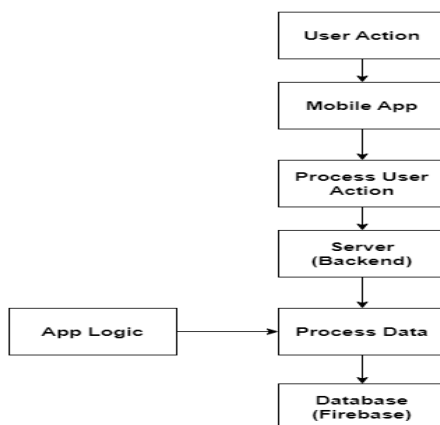 User Action
Mobile App
Process User
Action
Server
(Backend)
App Logic
Process Data
Database
(Firebase)